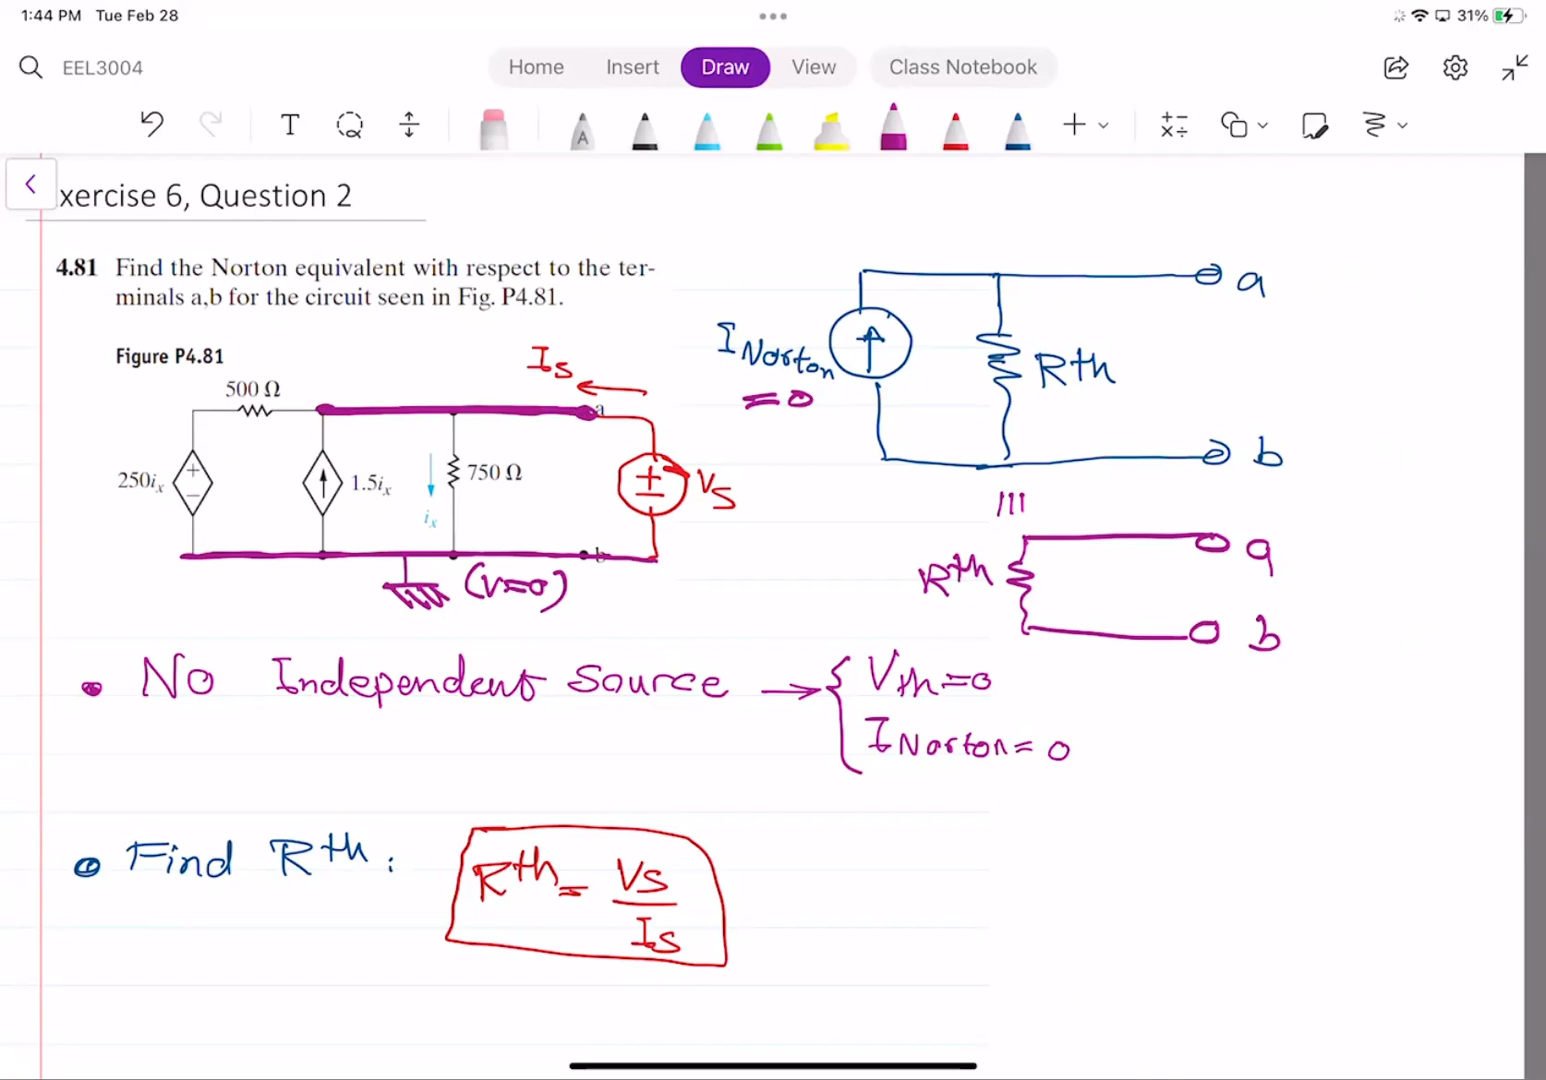 1:44 PM Tue Feb 28
31%
EEL3004
Home Insert Draw View Class Notebook
T
A
xercise 6, Question 2
4.81 Find the Norton equivalent with respect to the ter-
minals a,b for the circuit seen in Fig. P4.81.
Figure P4.81
500 Ω
Is
a
250ix
+
−
1.5ix
ix
750 Ω
+
−
Vs
b
(V=0)
I Norton
=0
Rth
a
b
Rth
a
b
• No Independent Source → { Vth=0
I Norton = 0
• Find Rth :
Rth = Vs
Is